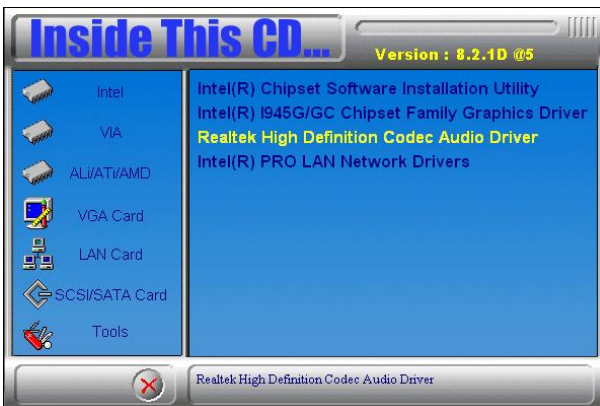 Inside This CD...
Version : 8.2.1D @5
Intel
VIA
ALi/ATi/AMD
VGA Card
LAN Card
SCSI/SATA Card
Tools
Intel(R) Chipset Software Installation Utility
Intel(R) I945G/GC Chipset Family Graphics Driver
Realtek High Definition Codec Audio Driver
Intel(R) PRO LAN Network Drivers
Realtek High Definition Codec Audio Driver